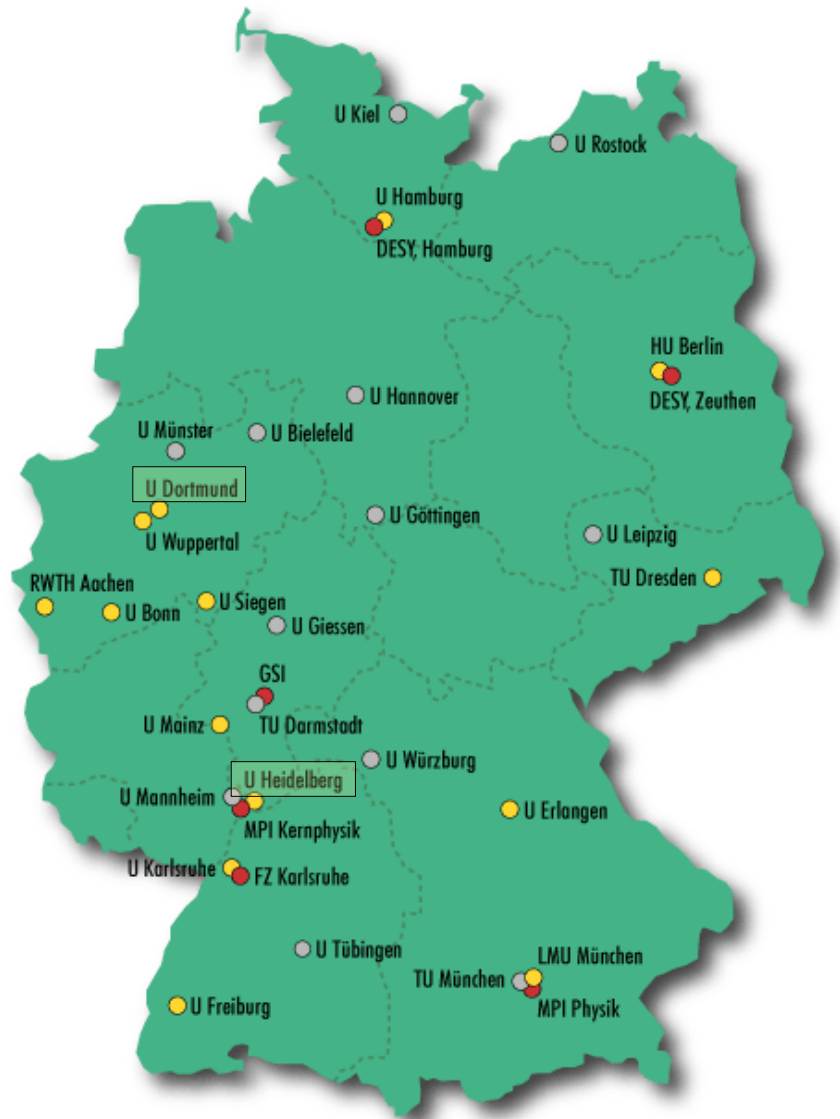 U Kiel
U Rostock
U Hamburg
DESY, Hamburg
HU Berlin
DESY, Zeuthen
U Hannover
U Münster
U Bielefeld
U Dortmund
U Göttingen
U Wuppertal
U Leipzig
TU Dresden
RWTH Aachen
U Bonn
U Siegen
U Giessen
GSI
U Mainz
TU Darmstadt
U Würzburg
U Heidelberg
U Mannheim
U Erlangen
MPI Kernphysik
U Karlsruhe
FZ Karlsruhe
U Tübingen
LMU München
TU München
U Freiburg
MPI Physik